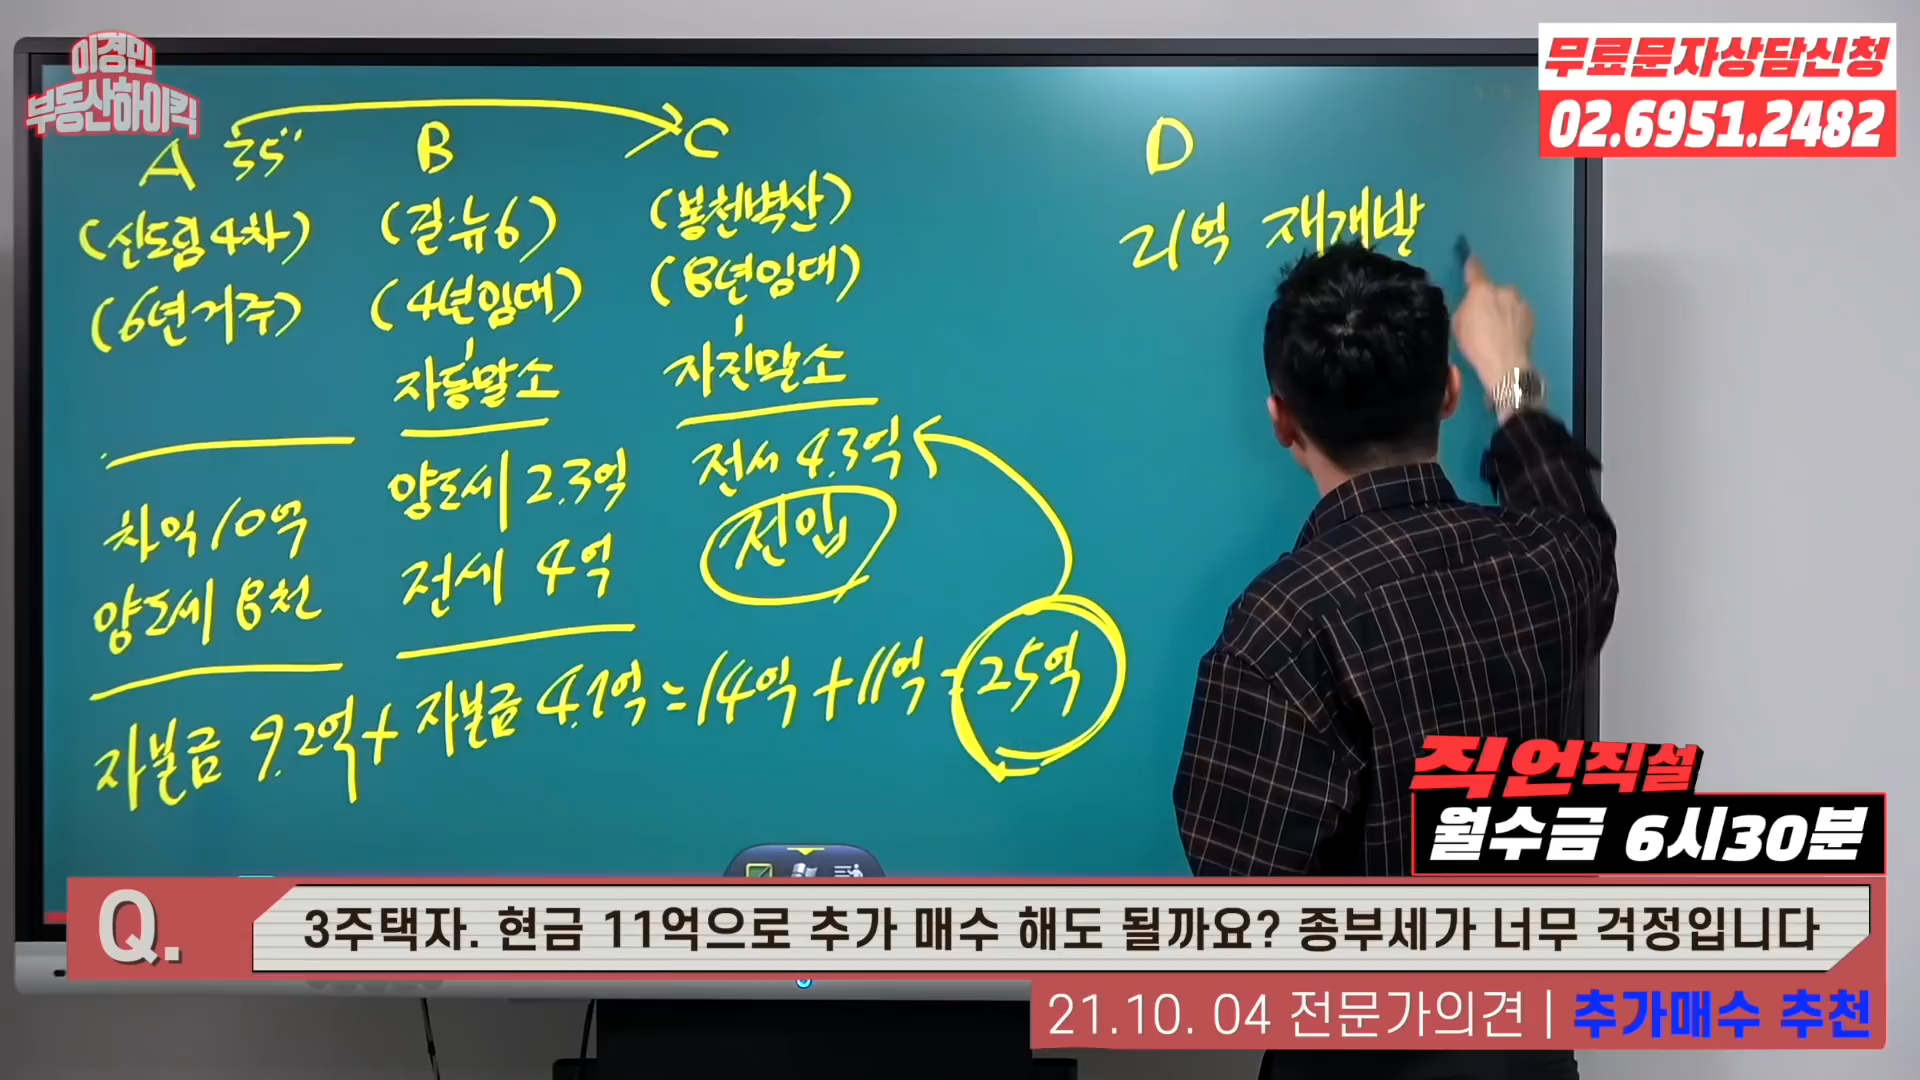 이경민
부동산하이킥
무료문자상담신청
02.6951.2482
A 35" B C D
(신도림4차) (길.뉴6) (봉천벽산) 21억 재개발
(6년거주) (4년임대) (8년임대)
자동말소 자진말소
차익 10억 양도세 2.3억 전세 4.3억
양도세 8천 전세 4억 전입
자본금 9.2억 + 자본금 4.7억 = 14억 + 11억 = 25억
직언직설
월수금 6시30분
Q.
3주택자. 현금 11억으로 추가 매수 해도 될까요? 종부세가 너무 걱정입니다
21.10. 04 전문가의견 | 추가매수 추천